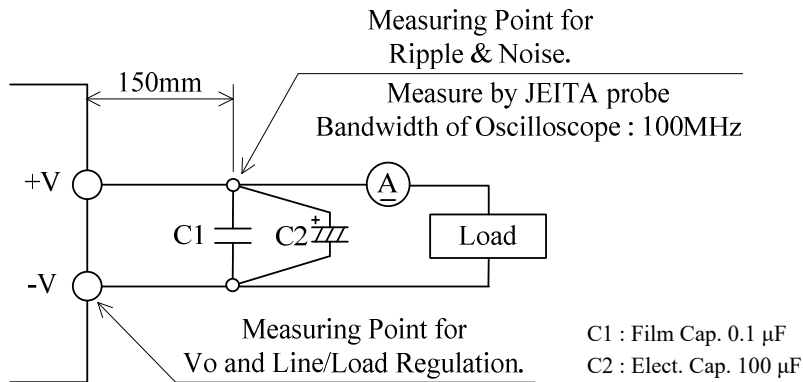 Measuring Point for
Ripple & Noise.
150mm
Measure by JEITA probe
Bandwidth of Oscilloscope : 100MHz
+V
A
C1
+
C2
Load
-V
Measuring Point for
Vo and Line/Load Regulation.
C1 : Film Cap. 0.1 μF
C2 : Elect. Cap. 100 μF